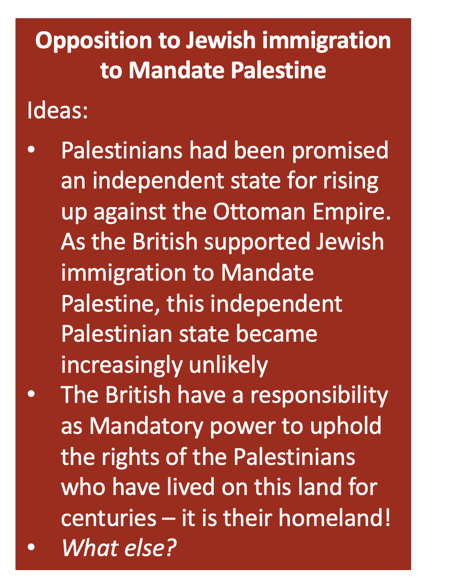 Opposition to Jewish immigration
to Mandate Palestine
Ideas:
• Palestinians had been promised
an independent state for rising
up against the Ottoman Empire.
As the British supported Jewish
immigration to Mandate
Palestine, this independent
Palestinian state became
increasingly unlikely
• The British have a responsibility
as Mandatory power to uphold
the rights of the Palestinians
who have lived on this land for
centuries – it is their homeland!
• What else?